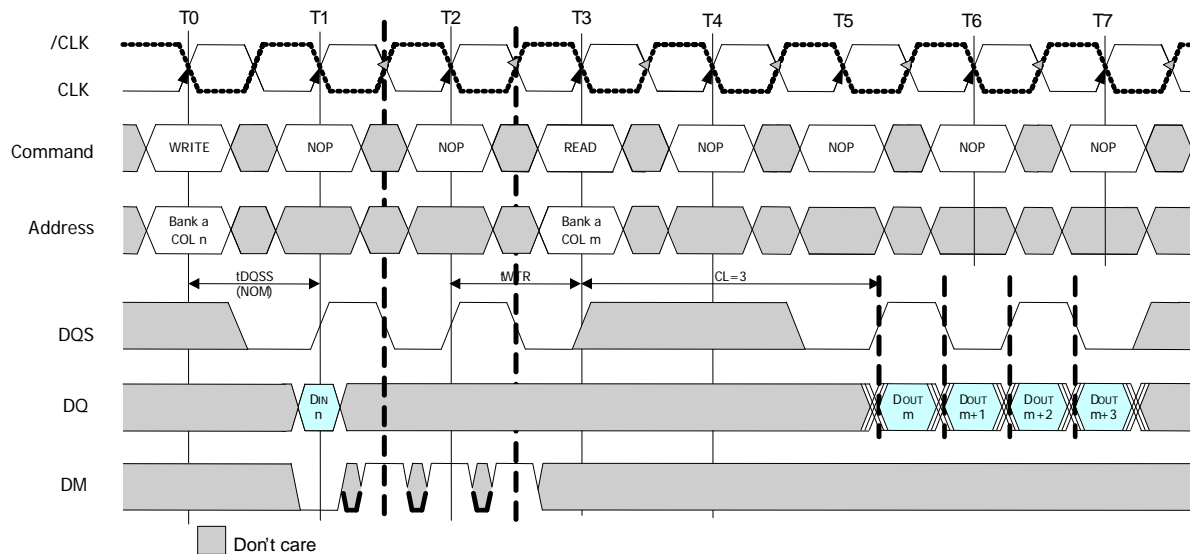 T0 T1 T2 T3 T4 T5 T6 T7
/CLK
CLK
Command WRITE NOP NOP READ NOP NOP NOP NOP
Address Bank a COL n Bank a COL m
tDQSS (NOM) tWTR CL=3
DQS
DQ DIN n DOUT m DOUT m+1 DOUT m+2 DOUT m+3
DM
Don't care